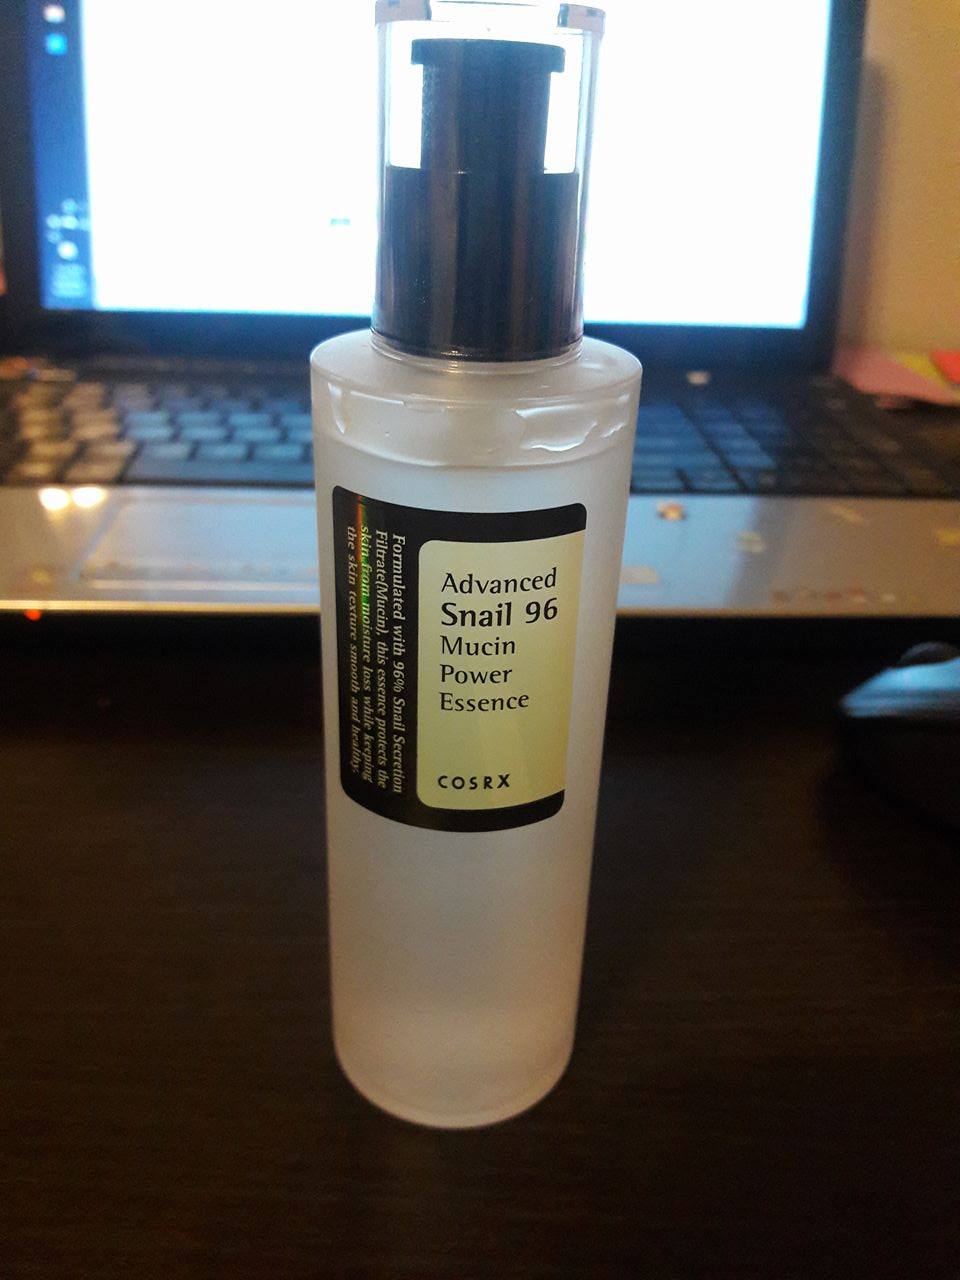 Advanced
Snail 96
Mucin
Power
Essence
COSRX
Formulated with 96% Snail Secretion
Filtrate(Mucin), this essence protects the
skin from moisture loss while keeping
the skin texture smooth and healthy.